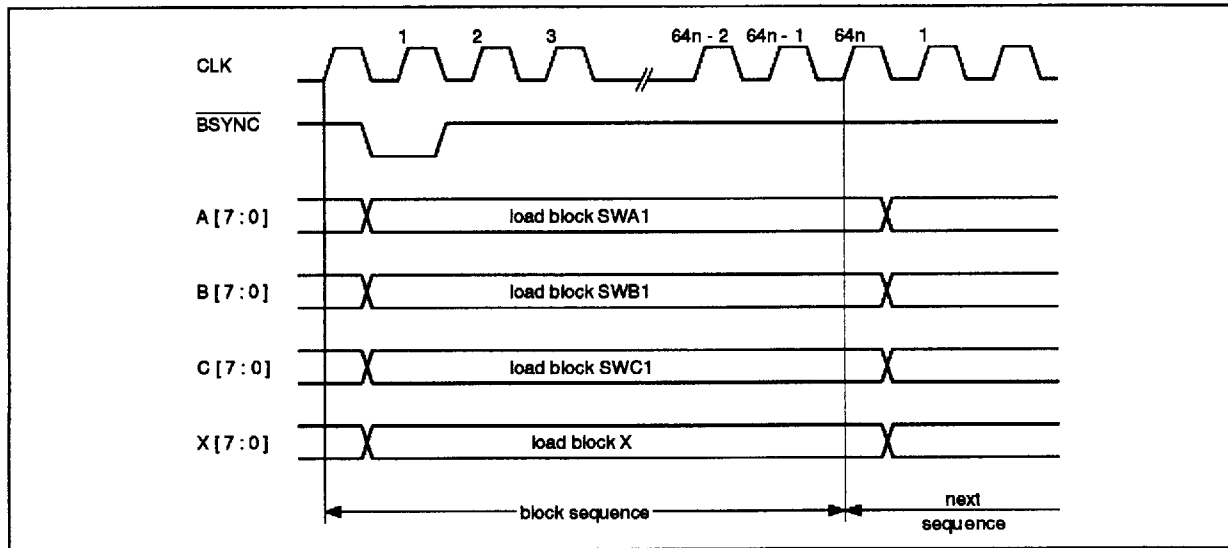 1 2 3 64n - 2 64n - 1 64n 1
CLK
BSYNC
A [ 7 : 0 ] load block SWA1
B [ 7 : 0 ] load block SWB1
C [ 7 : 0 ] load block SWC1
X [ 7 : 0 ] load block X
block sequence
next
sequence